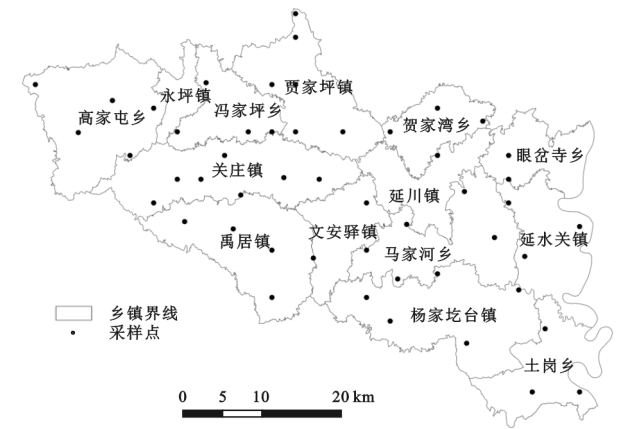 永坪镇
贾家坪镇
冯家坪乡
高家屯乡
贺家湾乡
眼岔寺乡
关庄镇
延川镇
文安驿镇
延水关镇
禹居镇
马家河乡
杨家圪台镇
乡镇界线
采样点
土岗乡
0 5 10 20 km